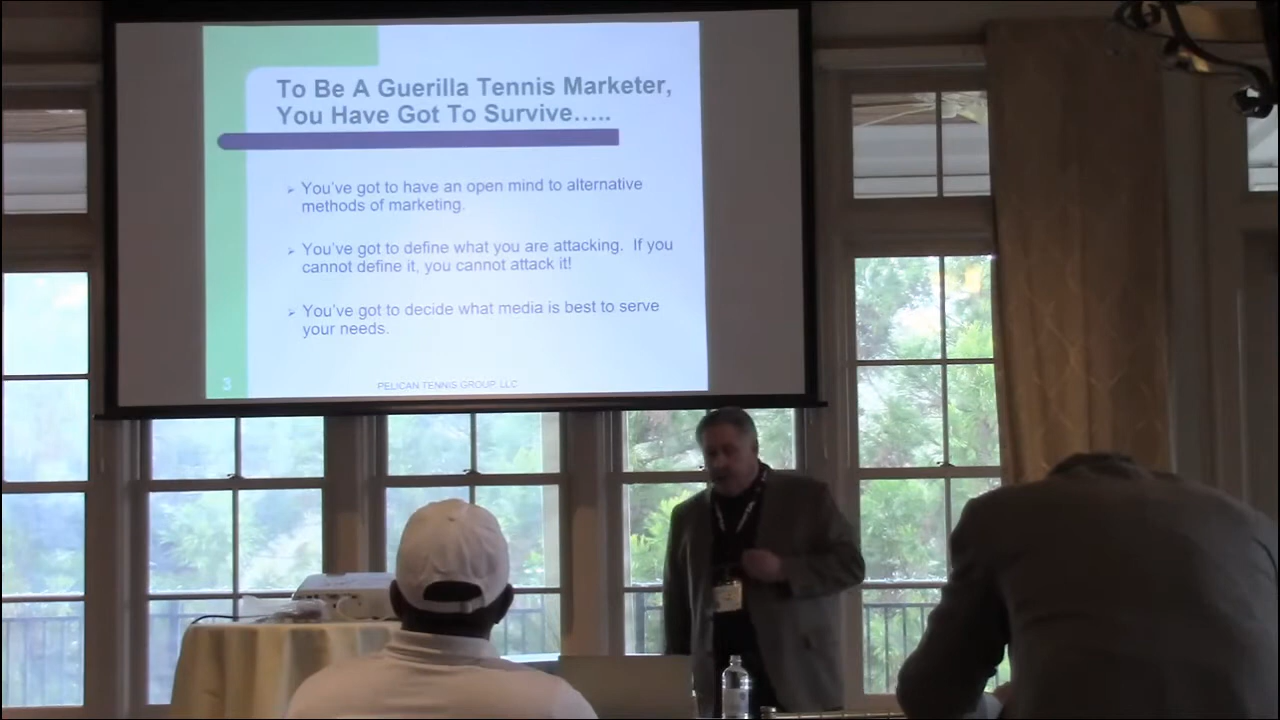 To Be A Guerilla Tennis Marketer,
You Have Got To Survive…..
➢ You've got to have an open mind to alternative
methods of marketing.
➢ You've got to define what you are attacking.  If you
cannot define it, you cannot attack it!
➢ You've got to decide what media is best to serve
your needs.
3
PELICAN TENNIS GROUP, LLC